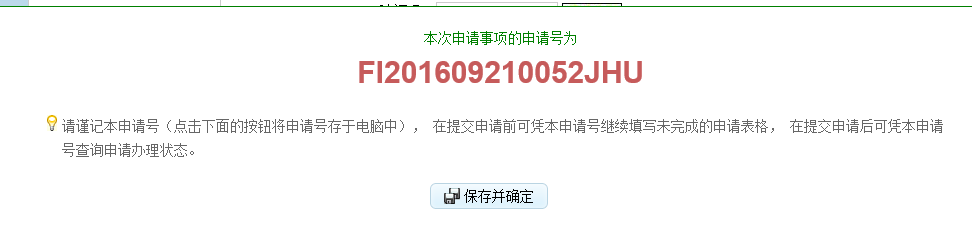 本次申请事项的申请号为
FI201609210052JHU
请谨记本申请号（点击下面的按钮将申请号存于电脑中）， 在提交申请前可凭本申请号继续填写未完成的申请表格， 在提交申请后可凭本申请
号查询申请办理状态。
保存并确定